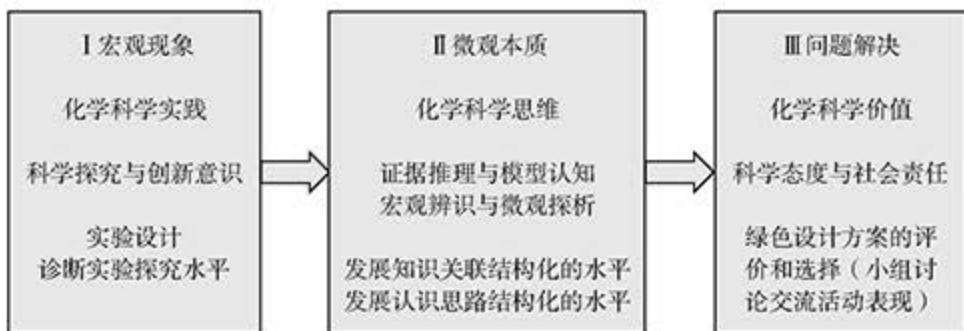 Ⅰ宏观现象
化学科学实践
科学探究与创新意识
实验设计
诊断实验探究水平
Ⅱ微观本质
化学科学思维
证据推理与模型认知
宏观辨识与微观探析
发展知识关联结构化的水平
发展认识思路结构化的水平
Ⅲ问题解决
化学科学价值
科学态度与社会责任
绿色设计方案的评
价和选择（小组讨
论交流活动表现）